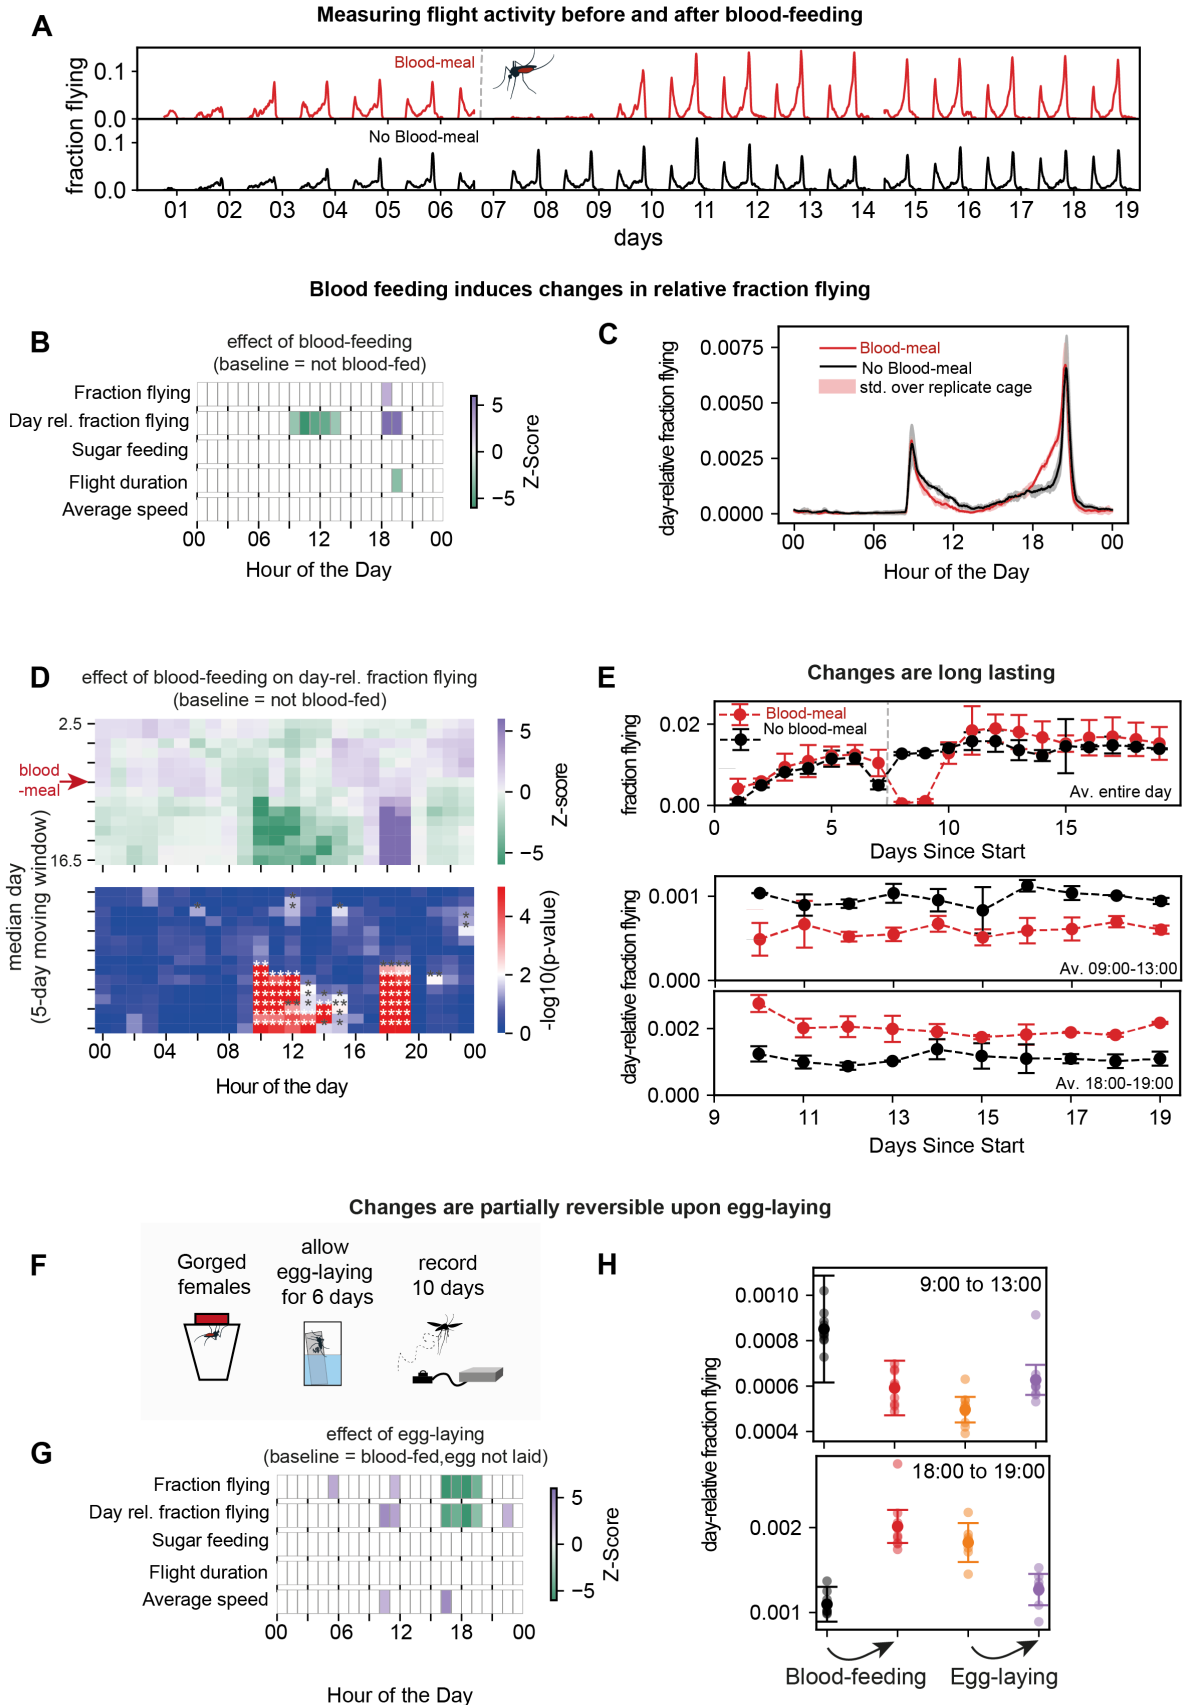 Measuring flight activity before and after blood-feeding
A
fraction flying
0.1
0.0
Blood-meal
fraction flying
0.1
0.0
No Blood-meal
01 02 03 04 05 06 07 08 09 10 11 12 13 14 15 16 17 18 19
days
Blood feeding induces changes in relative fraction flying
B
effect of blood-feeding
(baseline = not blood-fed)
Fraction flying
Day rel. fraction flying
Sugar feeding
Flight duration
Average speed
00 06 12 18 00
Hour of the Day
5
0
−5
Z-Score
C
day-relative fraction flying
0.0075
0.0050
0.0025
0.0000
Blood-meal
No Blood-meal
std. over replicate cage
00 06 12 18 00
Hour of the Day
D
effect of blood-feeding on day-rel. fraction flying
(baseline = not blood-fed)
2.5
blood
-meal
16.5
median day
(5-day moving window)
5
0
−5
Z-score
4
2
0
-log10(p-value)
00 04 08 12 16 20 00
Hour of the day
E
Changes are long lasting
fraction flying
0.02
0.00
Blood-meal
No blood-meal
Av. entire day
0 5 10 15
Days Since Start
day-relative fraction flying
0.001
0.000
Av. 09:00-13:00
0.002
0.000
Av. 18:00-19:00
9 11 13 15 17 19
Days Since Start
Changes are partially reversible upon egg-laying
F
Gorged
females
allow
egg-laying
for 6 days
record
10 days
G
effect of egg-laying
(baseline = blood-fed,egg not laid)
Fraction flying
Day rel. fraction flying
Sugar feeding
Flight duration
Average speed
00 06 12 18 00
Hour of the Day
5
0
−5
Z-Score
H
day-relative fraction flying
9:00 to 13:00
0.0010
0.0008
0.0006
0.0004
18:00 to 19:00
0.002
0.001
Blood-feeding
Egg-laying